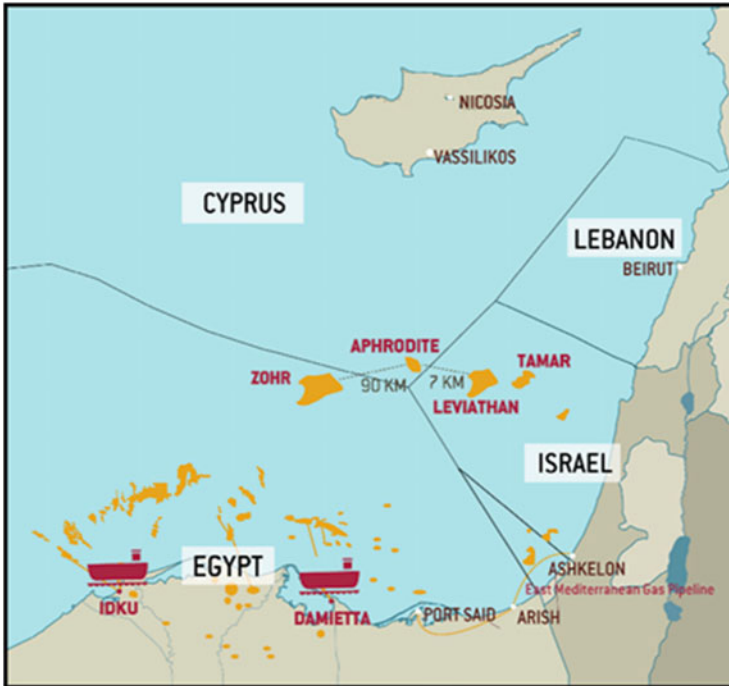 NICOSIA
VASSILIKOS
CYPRUS
LEBANON
BEIRUT
APHRODITE
ZOHR
TAMAR
90 KM
7 KM
LEVIATHAN
ISRAEL
EGYPT
ASHKELON
East Mediterranean Gas Pipeline
IDKU
DAMIETTA
PORT SAID
ARISH